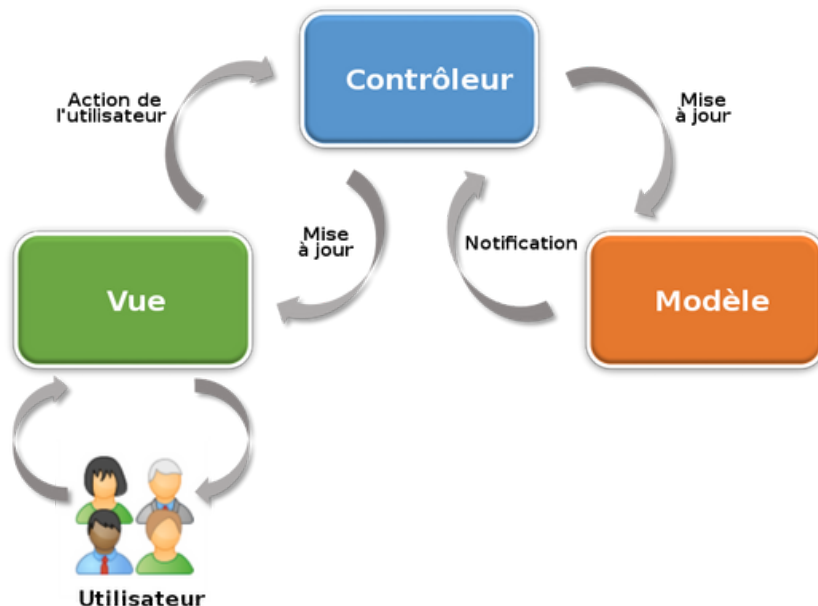 Contrôleur
Action de
l'utilisateur
Mise
à jour
Mise
à jour
Notification
Vue
Modèle
Utilisateur